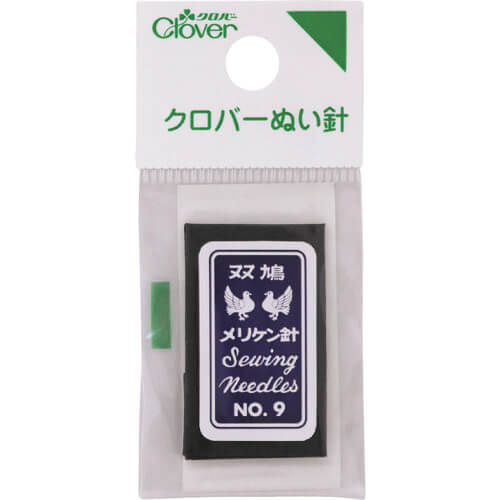 クロバー
Clover
クロバーぬい針
双鳩
メリケン針
Sewing
Needles
NO. 9